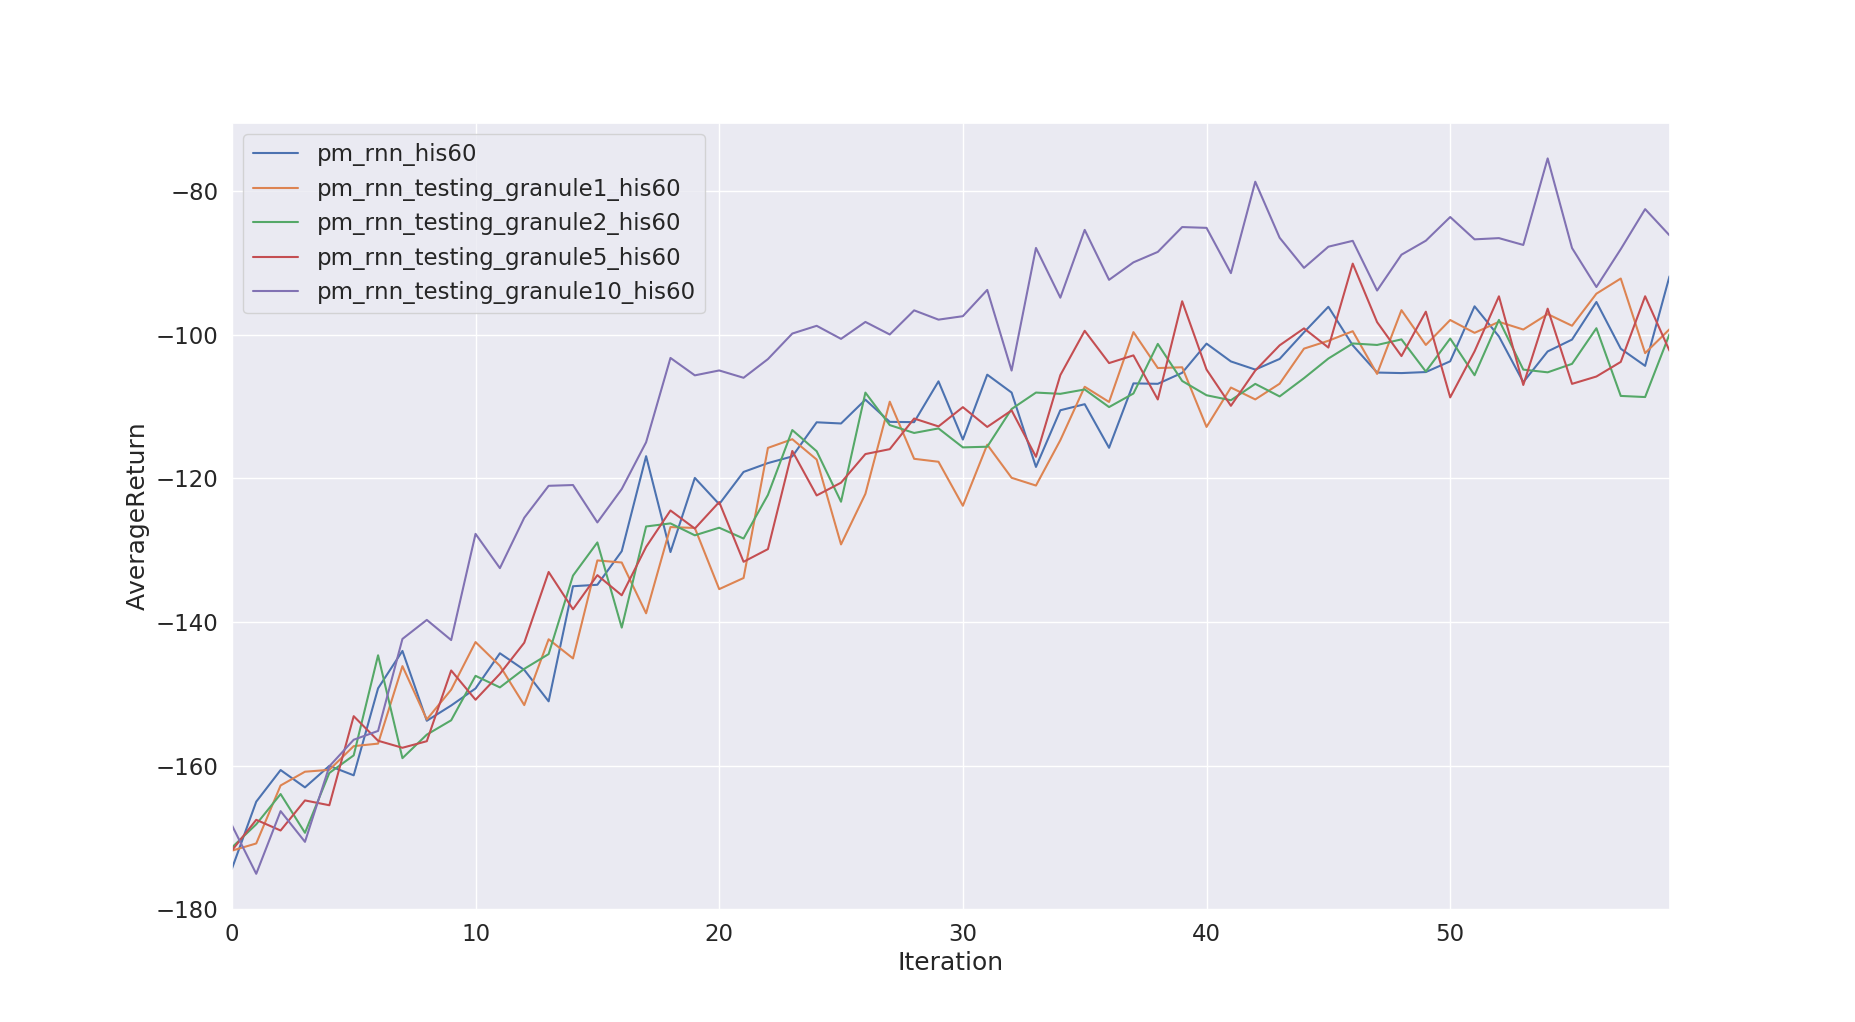 pm_rnn_his60
pm_rnn_testing_granule1_his60
pm_rnn_testing_granule2_his60
pm_rnn_testing_granule5_his60
pm_rnn_testing_granule10_his60
−80
−100
−120
−140
−160
−180
AverageReturn
0 10 20 30 40 50
Iteration